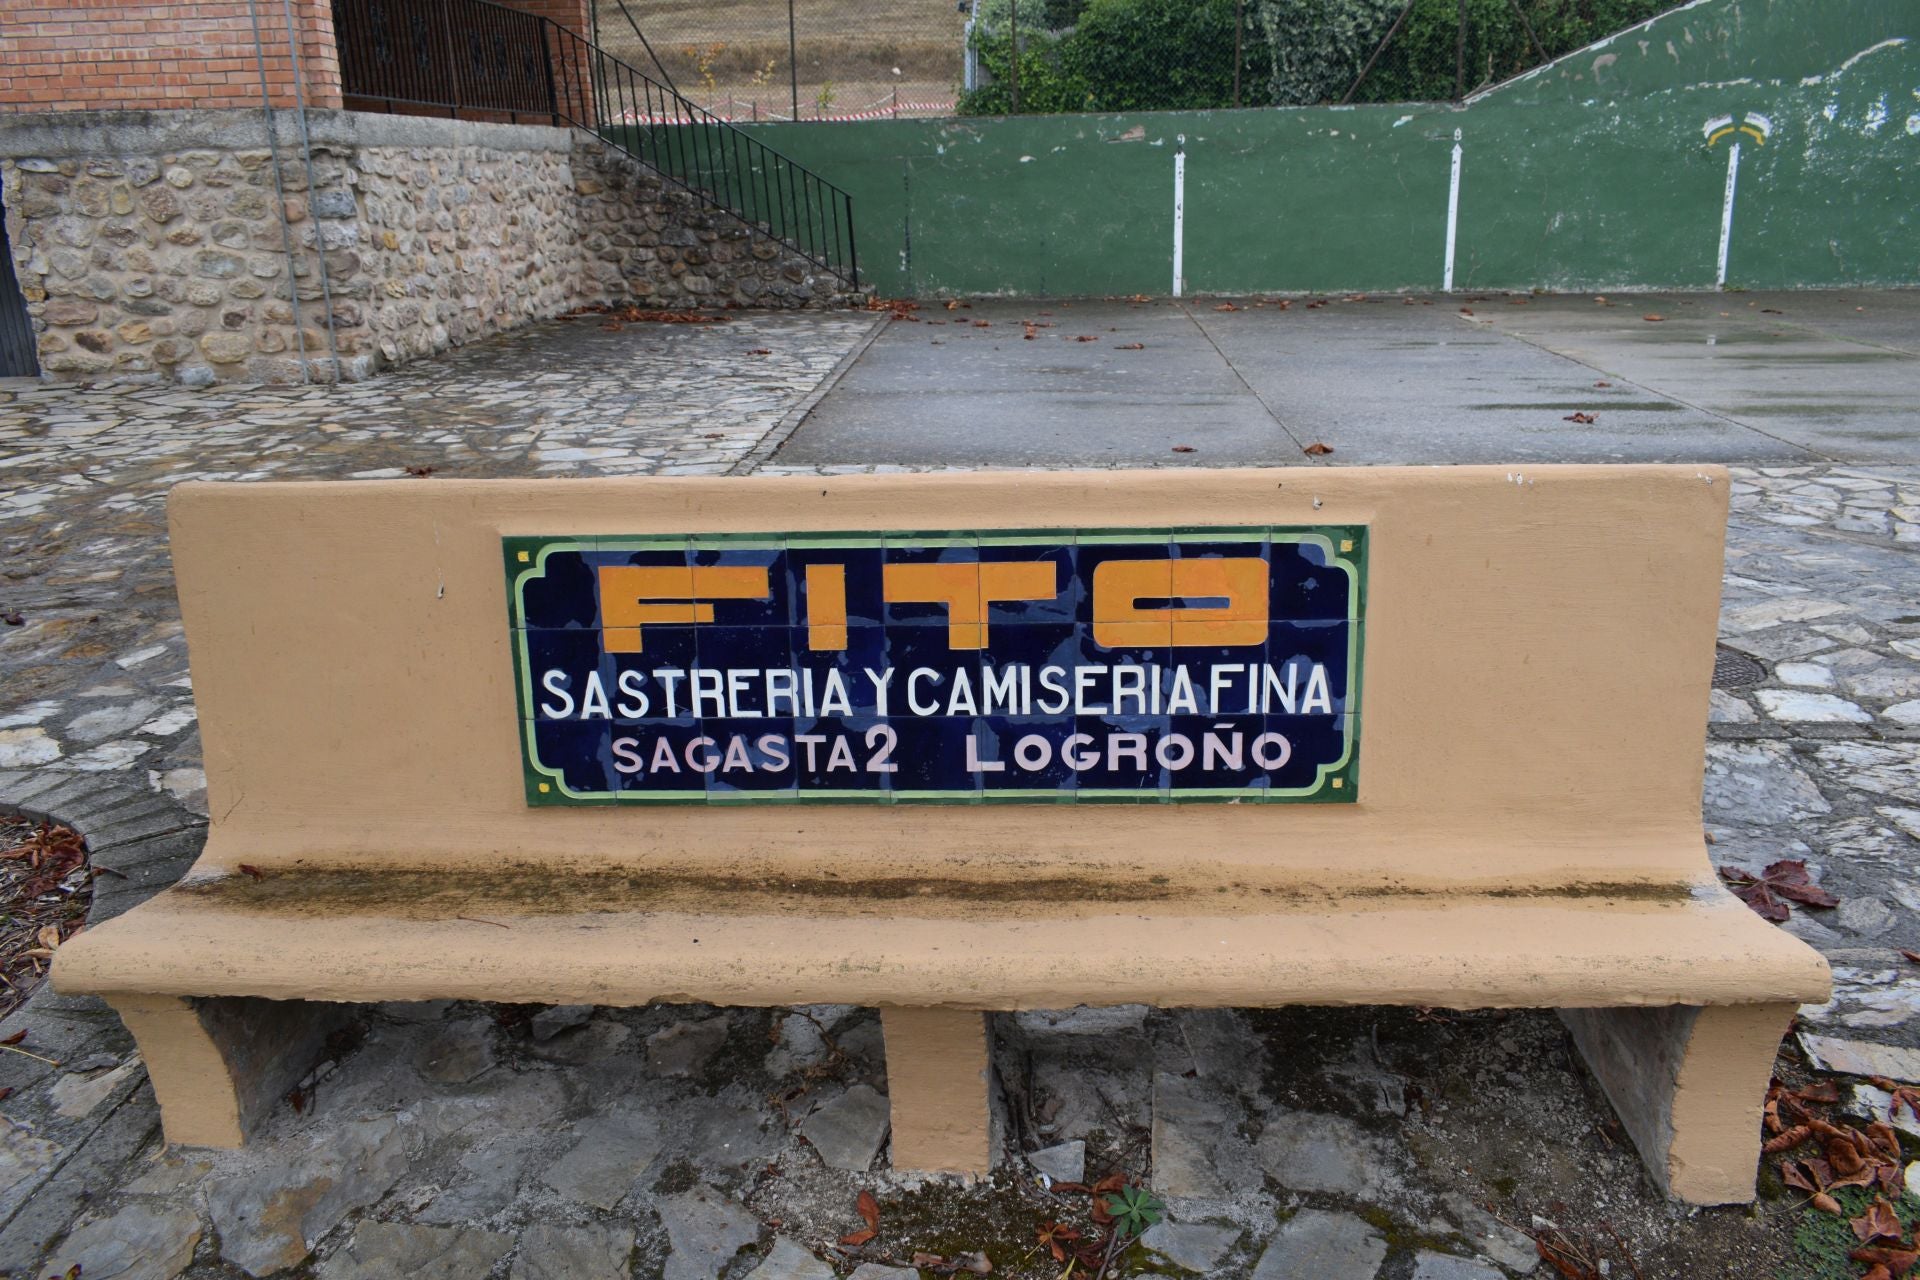 FITO
SASTRERIA Y CAMISERIA FINA
SAGASTA 2 LOGROÑO